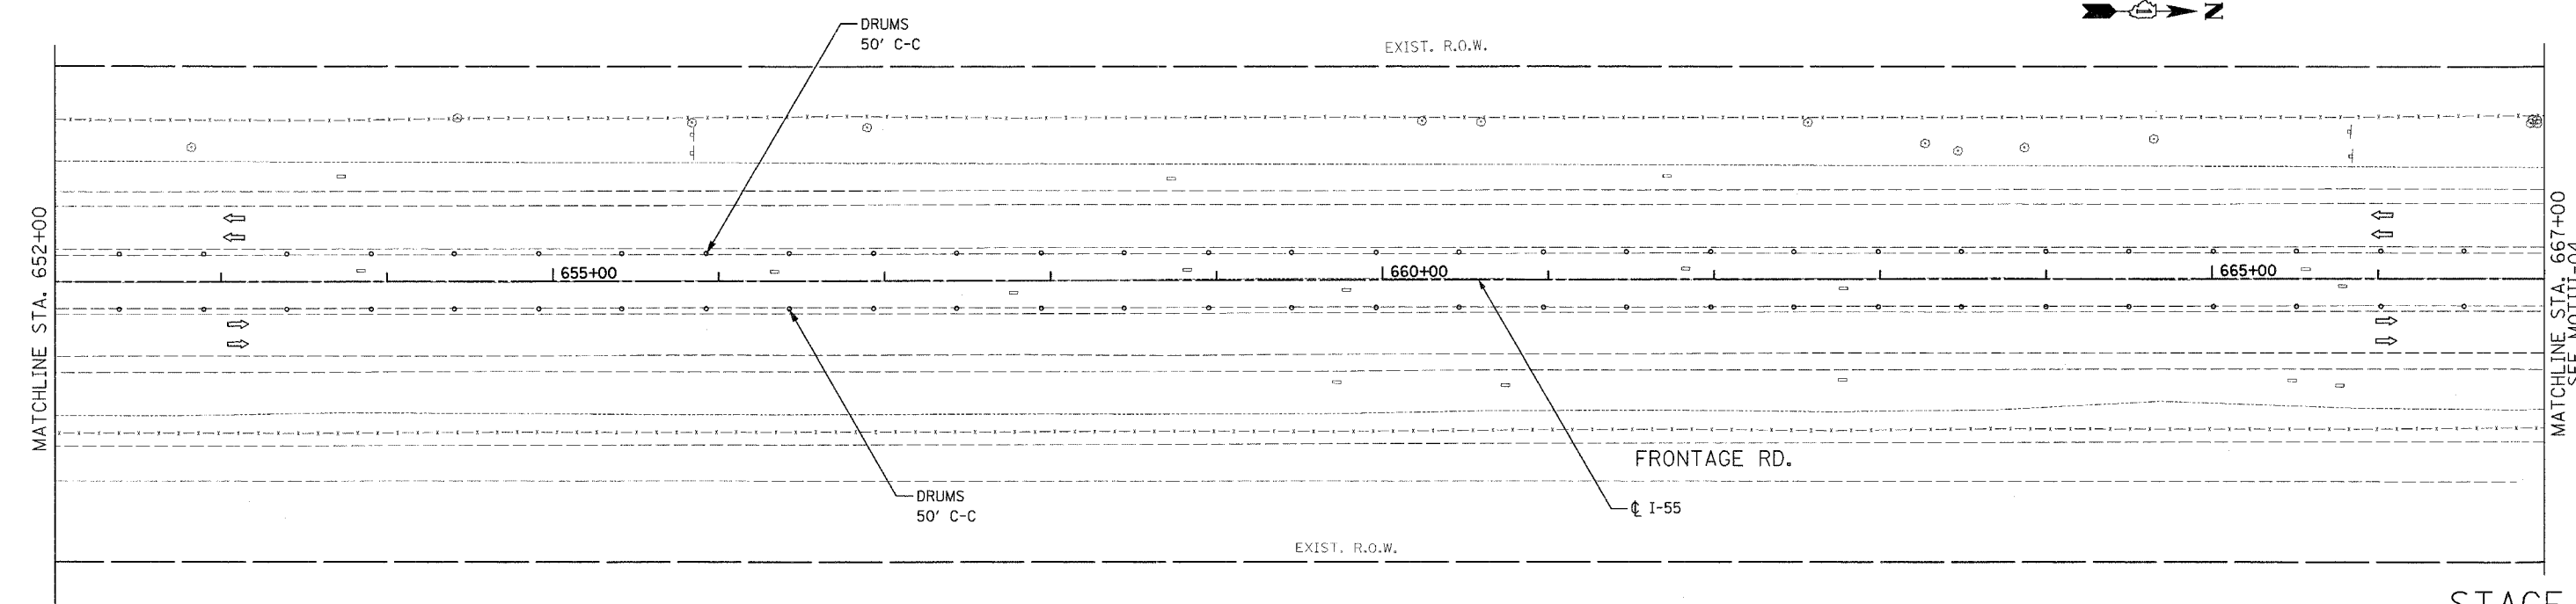 N
DRUMS
50' C-C
EXIST. R.O.W.
MATCHLINE STA. 652+00
655+00
660+00
665+00
MATCHLINE STA. 667+00
FRONTAGE RD.
DRUMS
50' C-C
℄ I-55
EXIST. R.O.W.